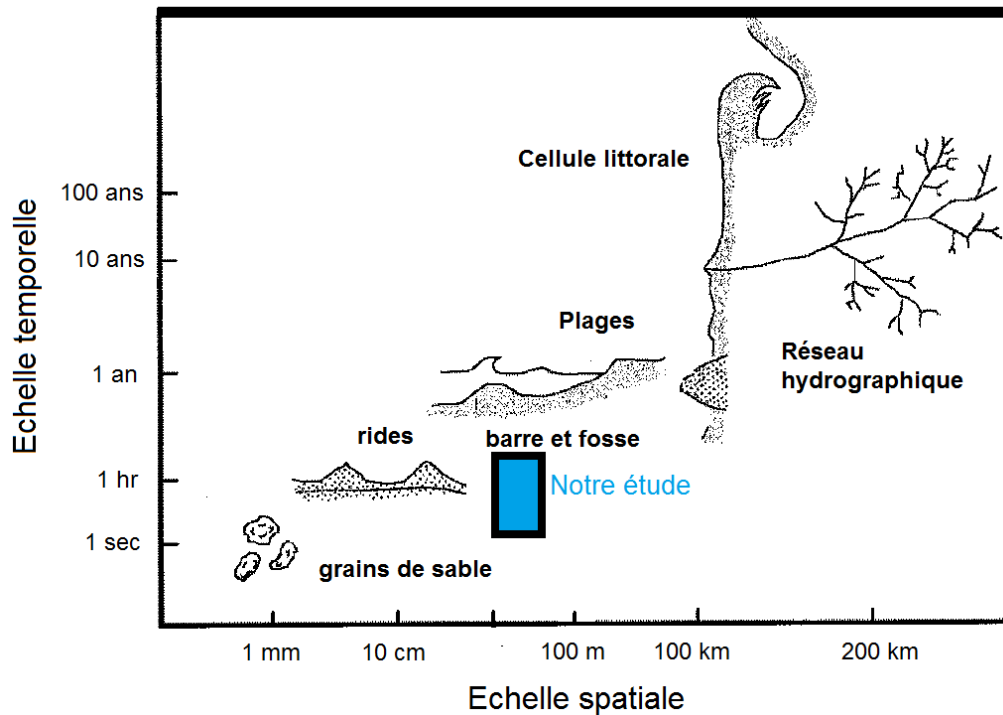 Cellule littorale
100 ans
10 ans
Plages
Réseau
hydrographique
1 an
rides
barre et fosse
1 hr
Notre étude
1 sec
grains de sable
Echelle temporelle
1 mm
10 cm
100 m
100 km
200 km
Echelle spatiale